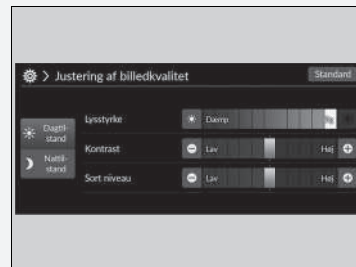 > Justering af billedkvalitet
Standard
Dagtil-
stand
Nattil-
stand
Lysstyrke
Dæmp
Kontrast
Lav
Høj
Sort niveau
Lav
Høj